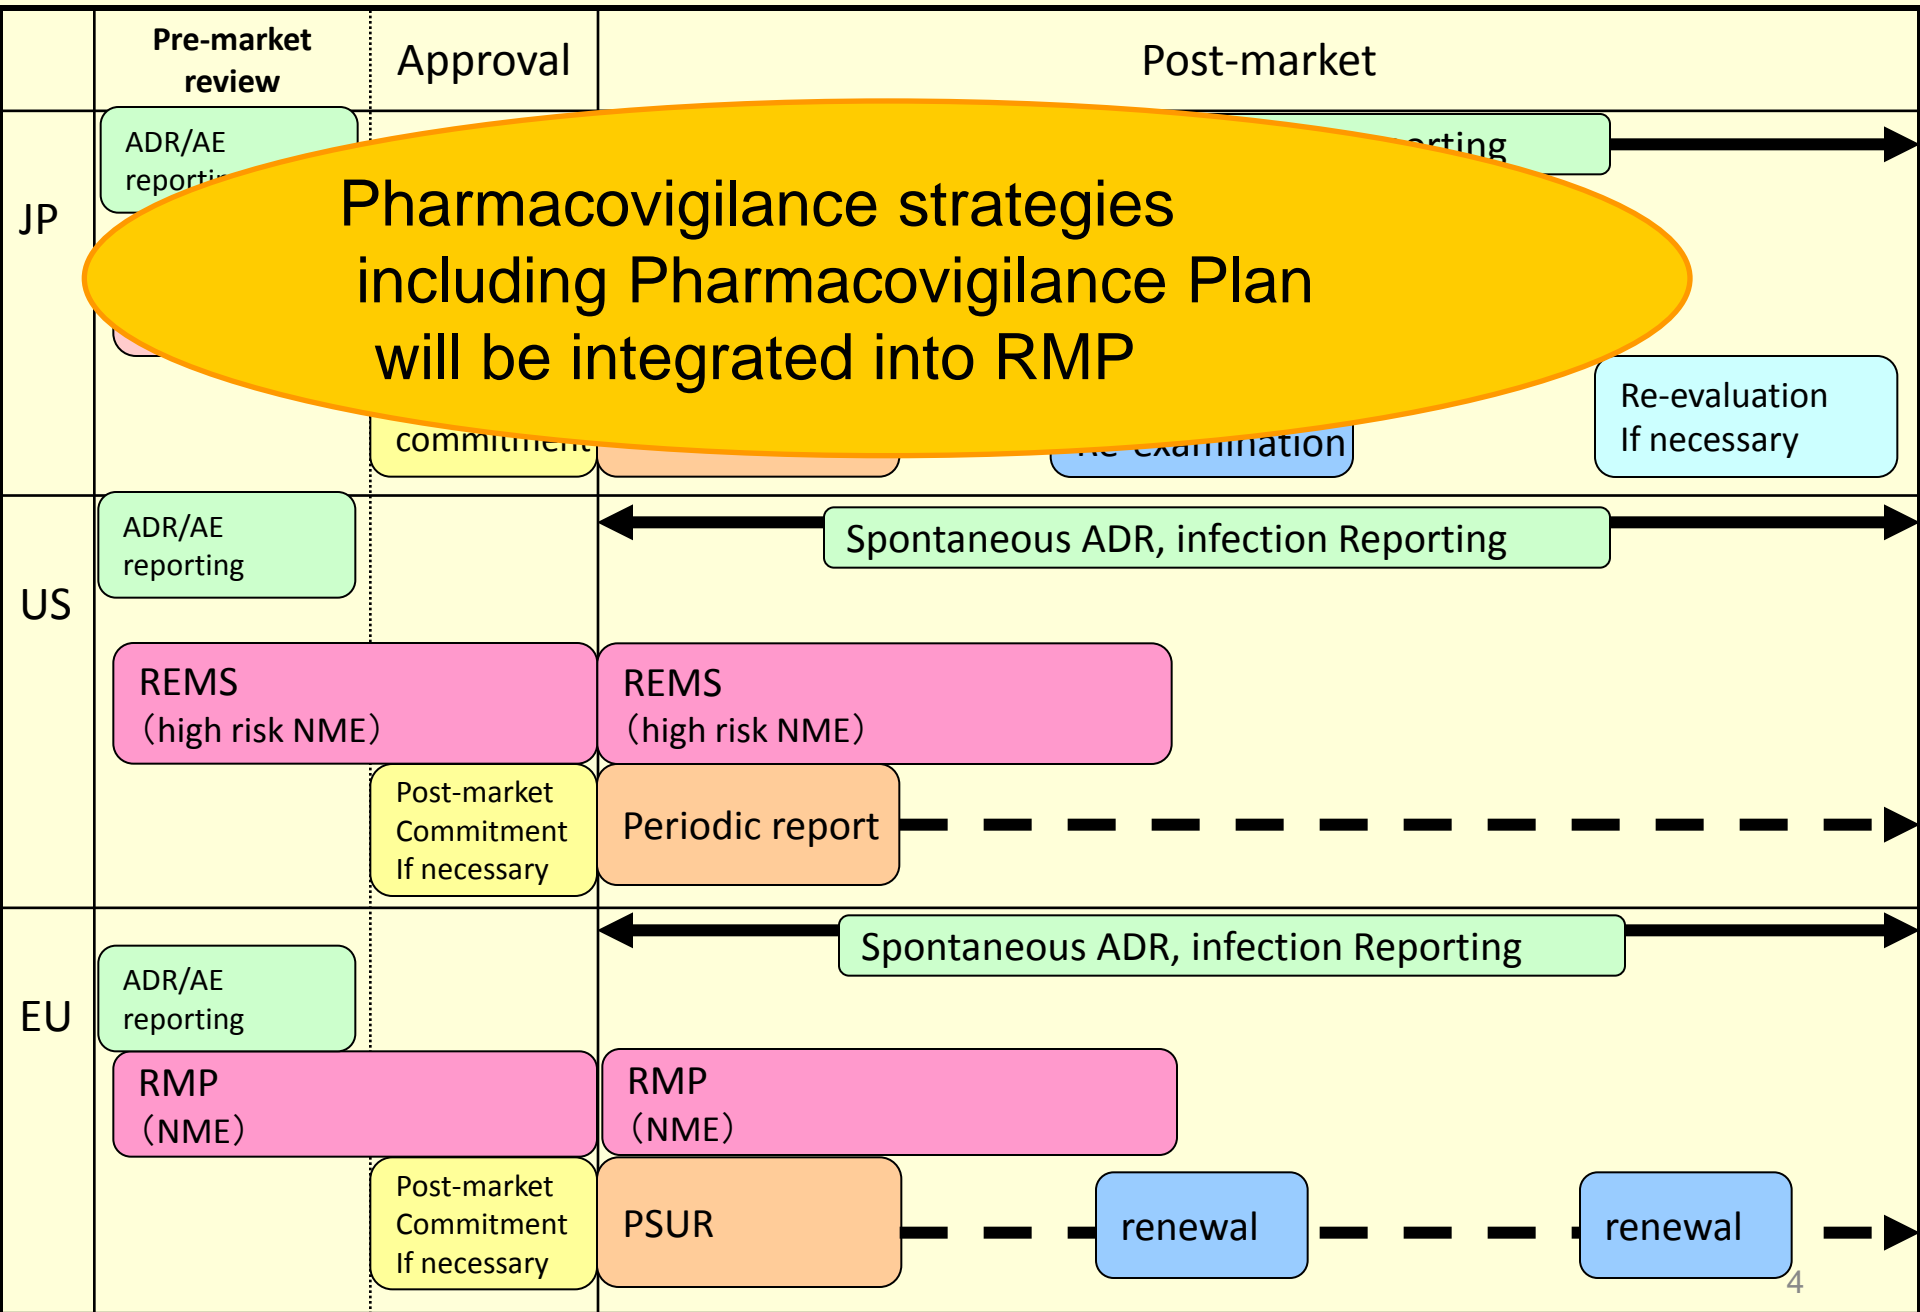 Pre-market
review
Approval
Post-market
JP
ADR/AE
Pharmacovigilance strategies
including Pharmacovigilance Plan
will be integrated into RMP
commitment
Re-examination
Re-evaluation
If necessary
US
ADR/AE
reporting
Spontaneous ADR, infection Reporting
REMS
（high risk NME）
REMS
（high risk NME）
Post-market
Commitment
If necessary
Periodic report
EU
ADR/AE
reporting
Spontaneous ADR, infection Reporting
RMP
（NME）
RMP
（NME）
Post-market
Commitment
If necessary
PSUR
renewal
renewal
4